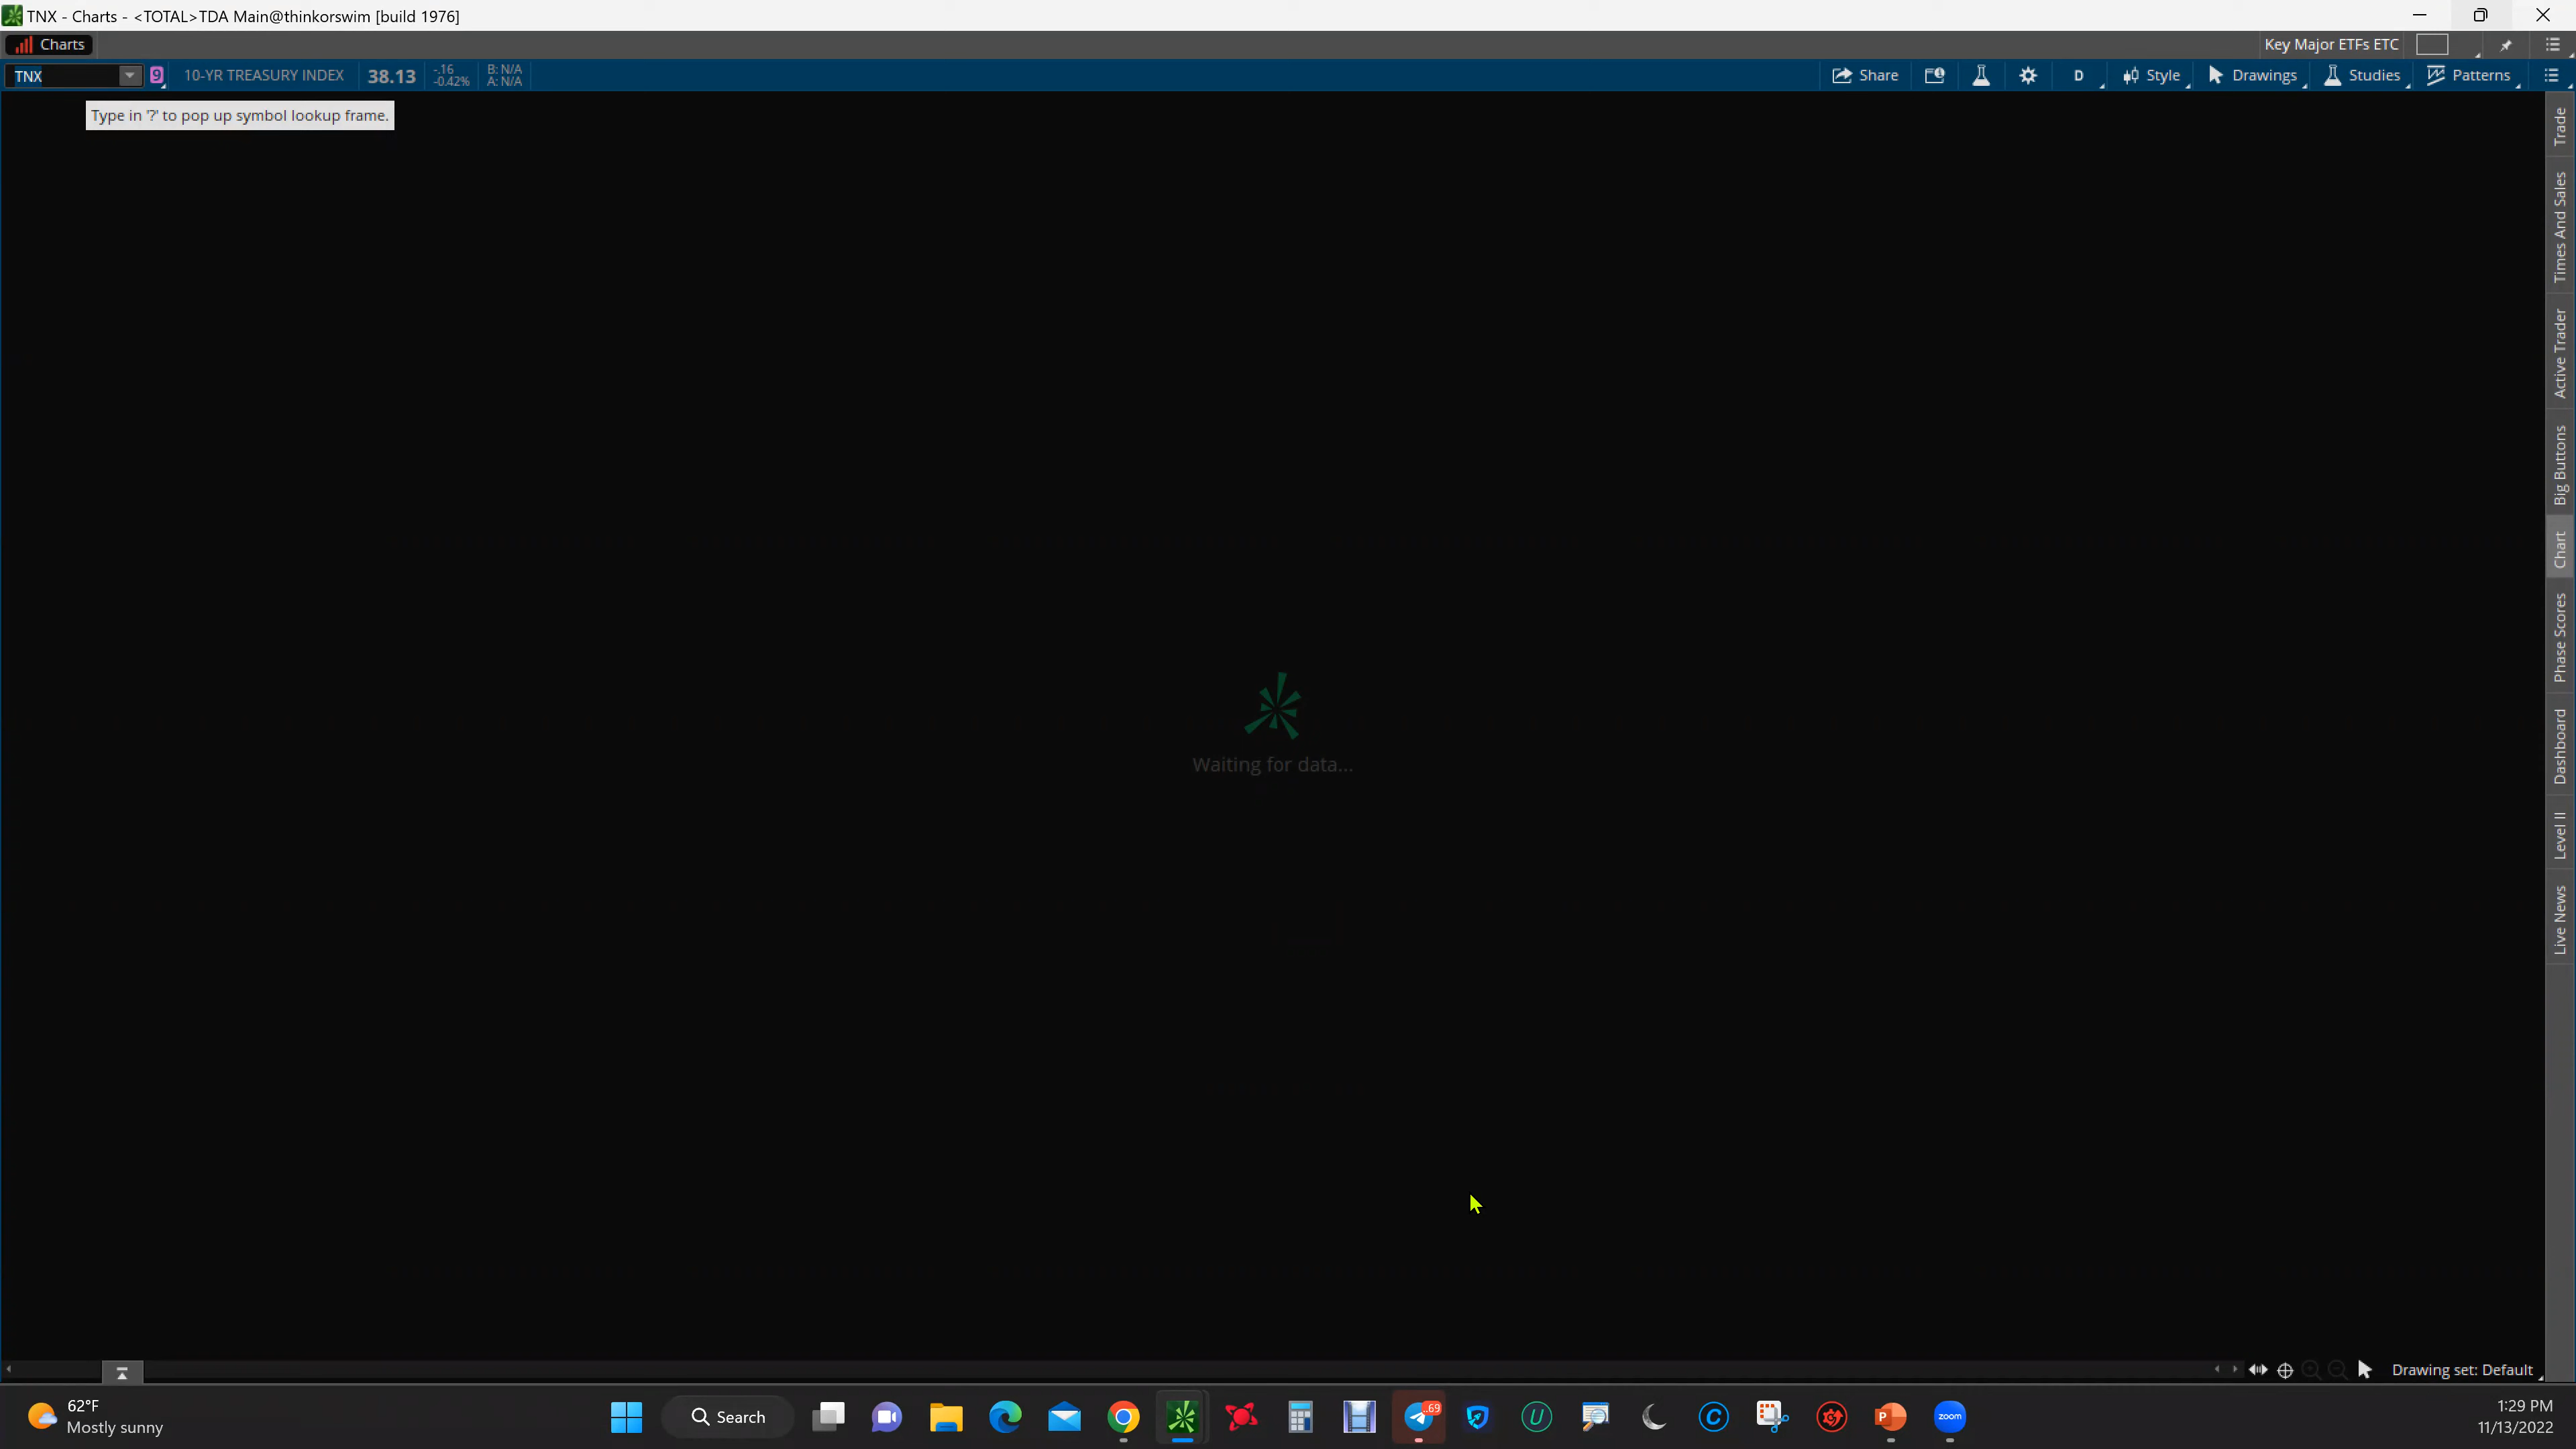 TNX - Charts - <TOTAL>TDA Main@thinkorswim [build 1976]
Charts
Key Major ETFs ETC
TNX
9
10-YR TREASURY INDEX
38.13
-.16
-0.42%
B: N/A
A: N/A
Share
D
Style
Drawings
Studies
Patterns
Type in '?' to pop up symbol lookup frame.
Trade
Times And Sales
Active Trader
Big Buttons
Chart
Phase Scores
Dashboard
Level II
Live News
Waiting for data...
Drawing set: Default
62°F
Mostly sunny
Search
..69
U
C
P
zoom
1:29 PM
11/13/2022